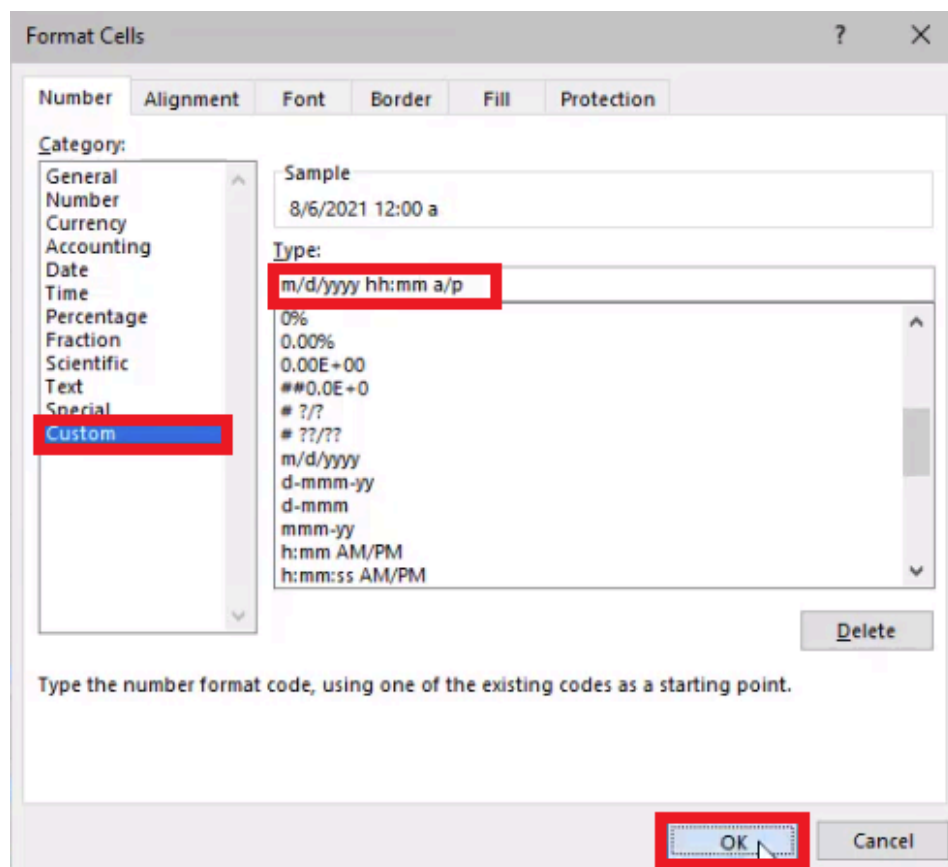 Format Cells
?
Number Alignment Font Border Fill Protection
Category:
General
Number
Currency
Accounting
Date
Time
Percentage
Fraction
Scientific
Text
Special
Custom
Sample
8/6/2021 12:00 a
Type:
m/d/yyyy hh:mm a/p
0%
0.00%
0.00E+00
##0.0E+0
# ?/?
# ??/??
m/d/yyyy
d-mmm-yy
d-mmm
mmm-yy
h:mm AM/PM
h:mm:ss AM/PM
Delete
Type the number format code, using one of the existing codes as a starting point.
OK Cancel